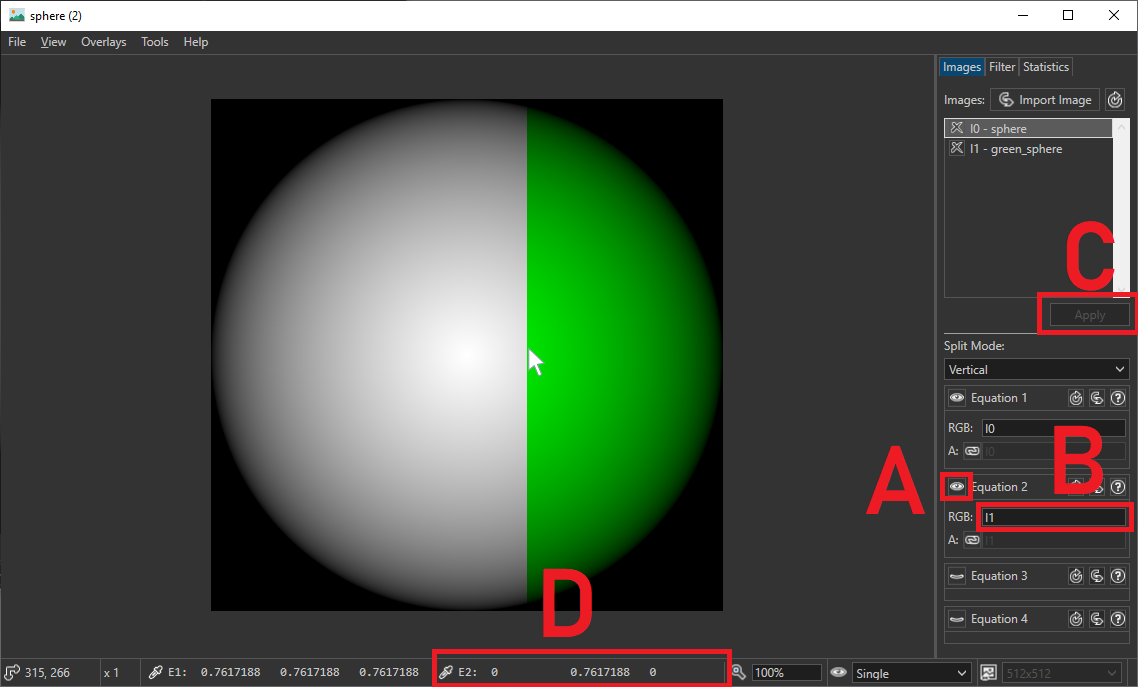 sphere (2)
File View Overlays Tools Help
Images Filter Statistics
Images: Import Image
I0 - sphere
I1 - green_sphere
C
Apply
Split Mode:
Vertical
Equation 1
RGB: I0
A: I0
B
A
Equation 2
RGB: I1
A: I1
Equation 3
D
Equation 4
315, 266 x 1 E1: 0.7617188 0.7617188 0.7617188 E2: 0 0.7617188 0 100% Single 512x512